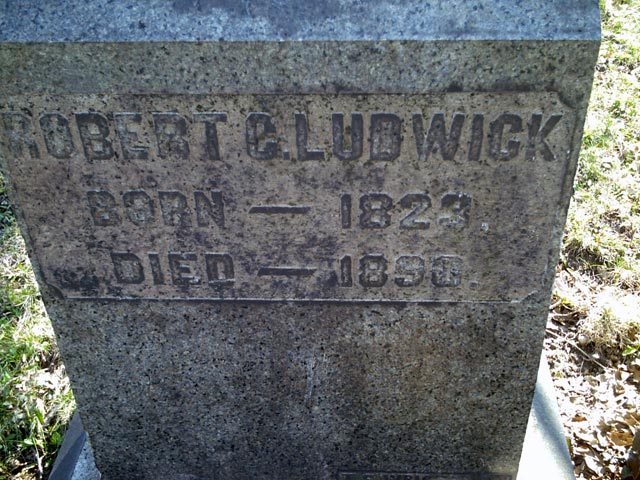 ROBERT C. LUDWICK
BORN — 1823.
DIED — 1890.